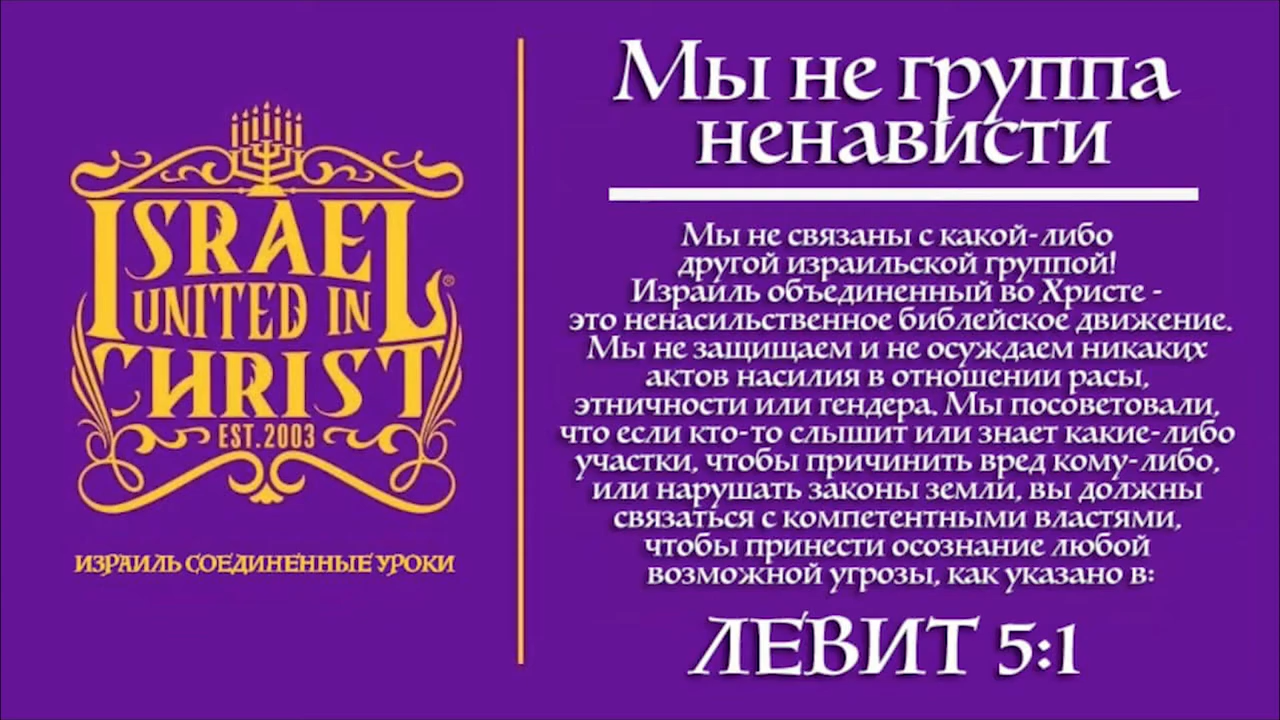 ISRAEL
UNITED IN
CHRIST
®
EST. 2003
ИЗРАИЛЬ СОЕДИНЕННЫЕ УРОКИ
Мы не группа
ненависти
Мы не связаны с какой-либо
другой израильской группой!
Израиль объединенный во Христе -
это ненасильственное библейское движение.
Мы не защищаем и не осуждаем никаких
актов насилия в отношении расы,
этничности или гендера. Мы посоветовали,
что если кто-то слышит или знает какие-либо
участки, чтобы причинить вред кому-либо,
или нарушать законы земли, вы должны
связаться с компетентными властями,
чтобы принести осознание любой
возможной угрозы, как указано в:
ЛЕВИТ 5:1